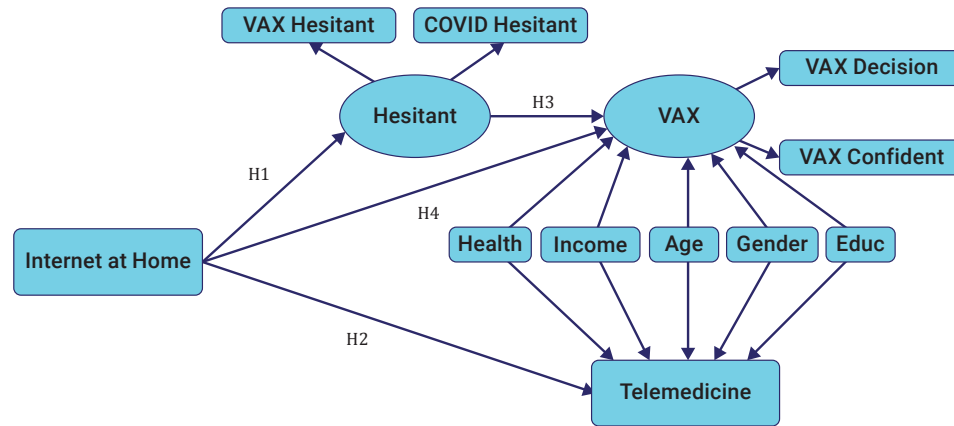 VAX Hesitant
COVID Hesitant
VAX Decision
Hesitant
H3
VAX
VAX Confident
H1
H4
Health
Income
Age
Gender
Educ
Internet at Home
H2
Telemedicine